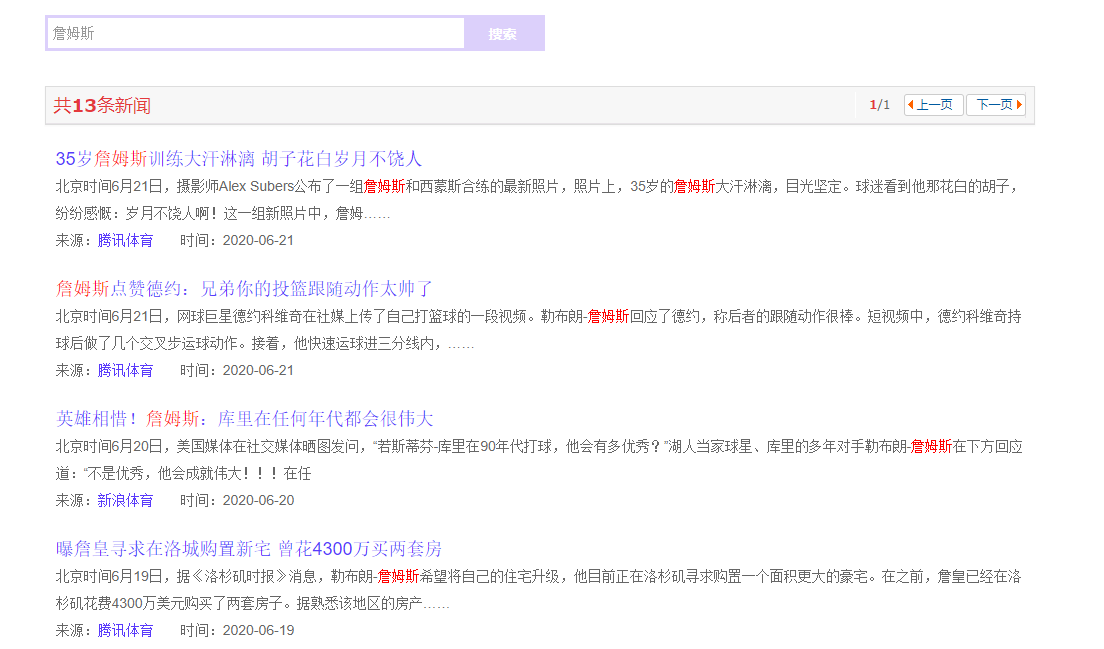 詹姆斯
搜索
共13条新闻
1/1 上一页 下一页
35岁詹姆斯训练大汗淋漓 胡子花白岁月不饶人
北京时间6月21日，摄影师Alex Subers公布了一组詹姆斯和西蒙斯合练的最新照片，照片上，35岁的詹姆斯大汗淋漓，目光坚定。球迷看到他那花白的胡子，
纷纷感慨：岁月不饶人啊！这一组新照片中，詹姆……
来源：腾讯体育 时间：2020-06-21
詹姆斯点赞德约：兄弟你的投篮跟随动作太帅了
北京时间6月21日，网球巨星德约科维奇在社媒上传了自己打篮球的一段视频。勒布朗-詹姆斯回应了德约，称后者的跟随动作很棒。短视频中，德约科维奇持
球后做了几个交叉步运球动作。接着，他快速运球进三分线内，……
来源：腾讯体育 时间：2020-06-21
英雄相惜！詹姆斯：库里在任何年代都会很伟大
北京时间6月20日，美国媒体在社交媒体晒图发问，“若斯蒂芬-库里在90年代打球，他会有多优秀？”湖人当家球星、库里的多年对手勒布朗-詹姆斯在下方回应
道：“不是优秀，他会成就伟大！！！在任
来源：新浪体育 时间：2020-06-20
曝詹皇寻求在洛城购置新宅 曾花4300万买两套房
北京时间6月19日，据《洛杉矶时报》消息，勒布朗-詹姆斯希望将自己的住宅升级，他目前正在洛杉矶寻求购置一个面积更大的豪宅。在之前，詹皇已经在洛
杉矶花费4300万美元购买了两套房子。据熟悉该地区的房产……
来源：腾讯体育 时间：2020-06-19